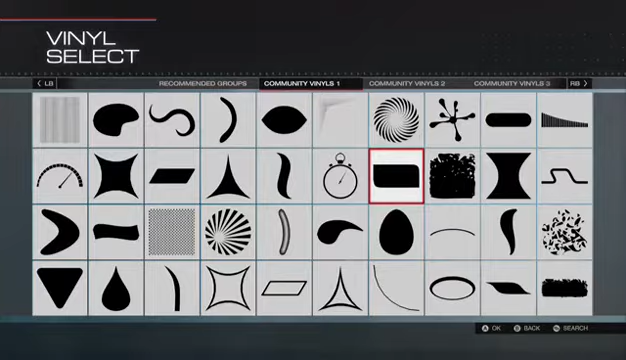 VINYL
SELECT
LB RECOMMENDED GROUPS COMMUNITY VINYLS 1 COMMUNITY VINYLS 2 COMMUNITY VINYLS 3 RB
A OK B BACK SEARCH